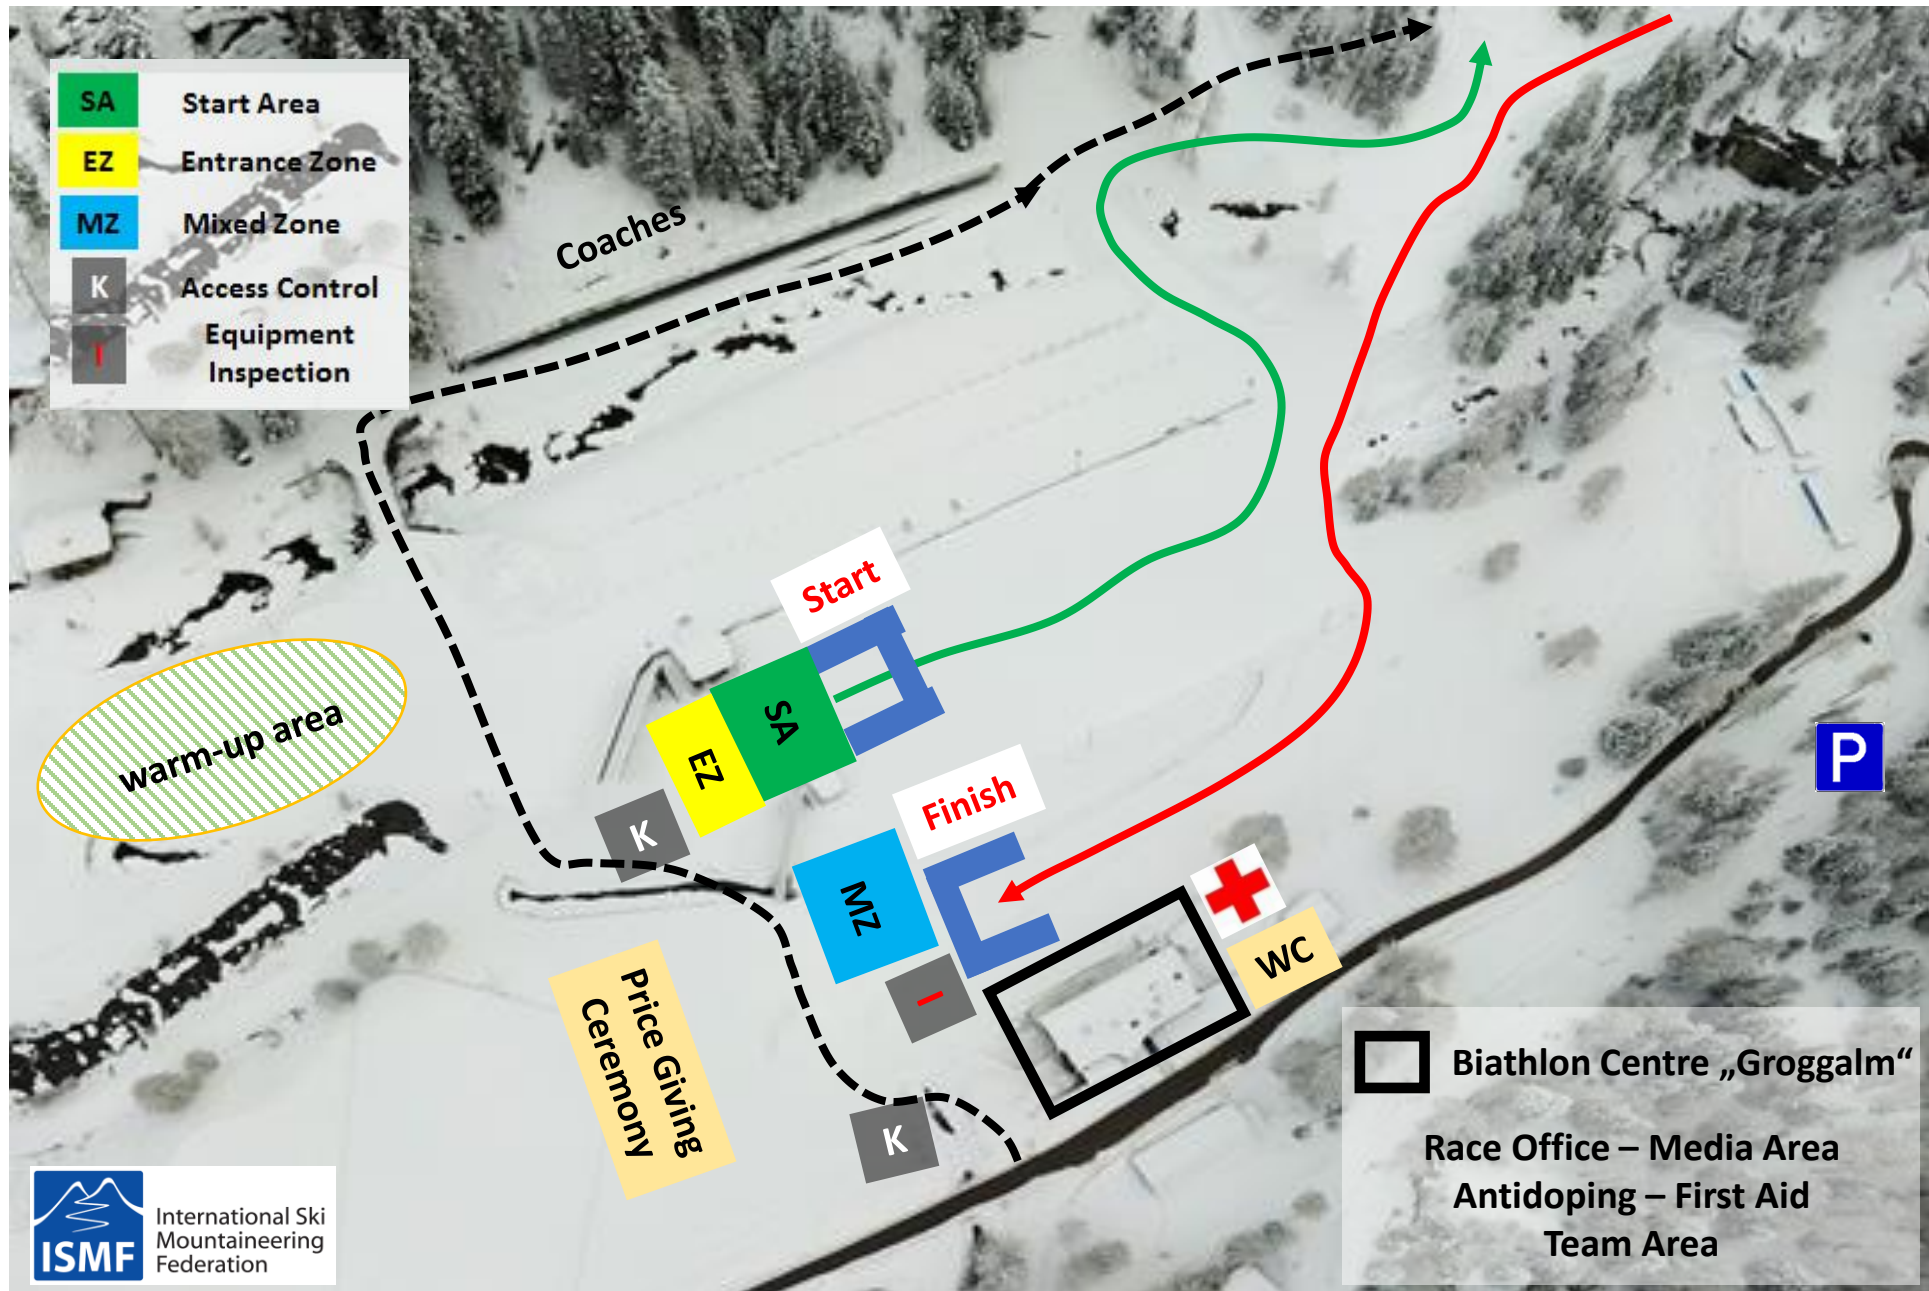 SA Start Area
EZ Entrance Zone
MZ Mixed Zone
K Access Control
I Equipment
Inspection
Coaches
Start
SA
EZ
K
warm-up area
Finish
MZ
I
WC
P
Price Giving
Ceremony
K
Biathlon Centre „Groggalm“
Race Office – Media Area
Antidoping – First Aid
Team Area
ISMF
International Ski
Mountaineering
Federation